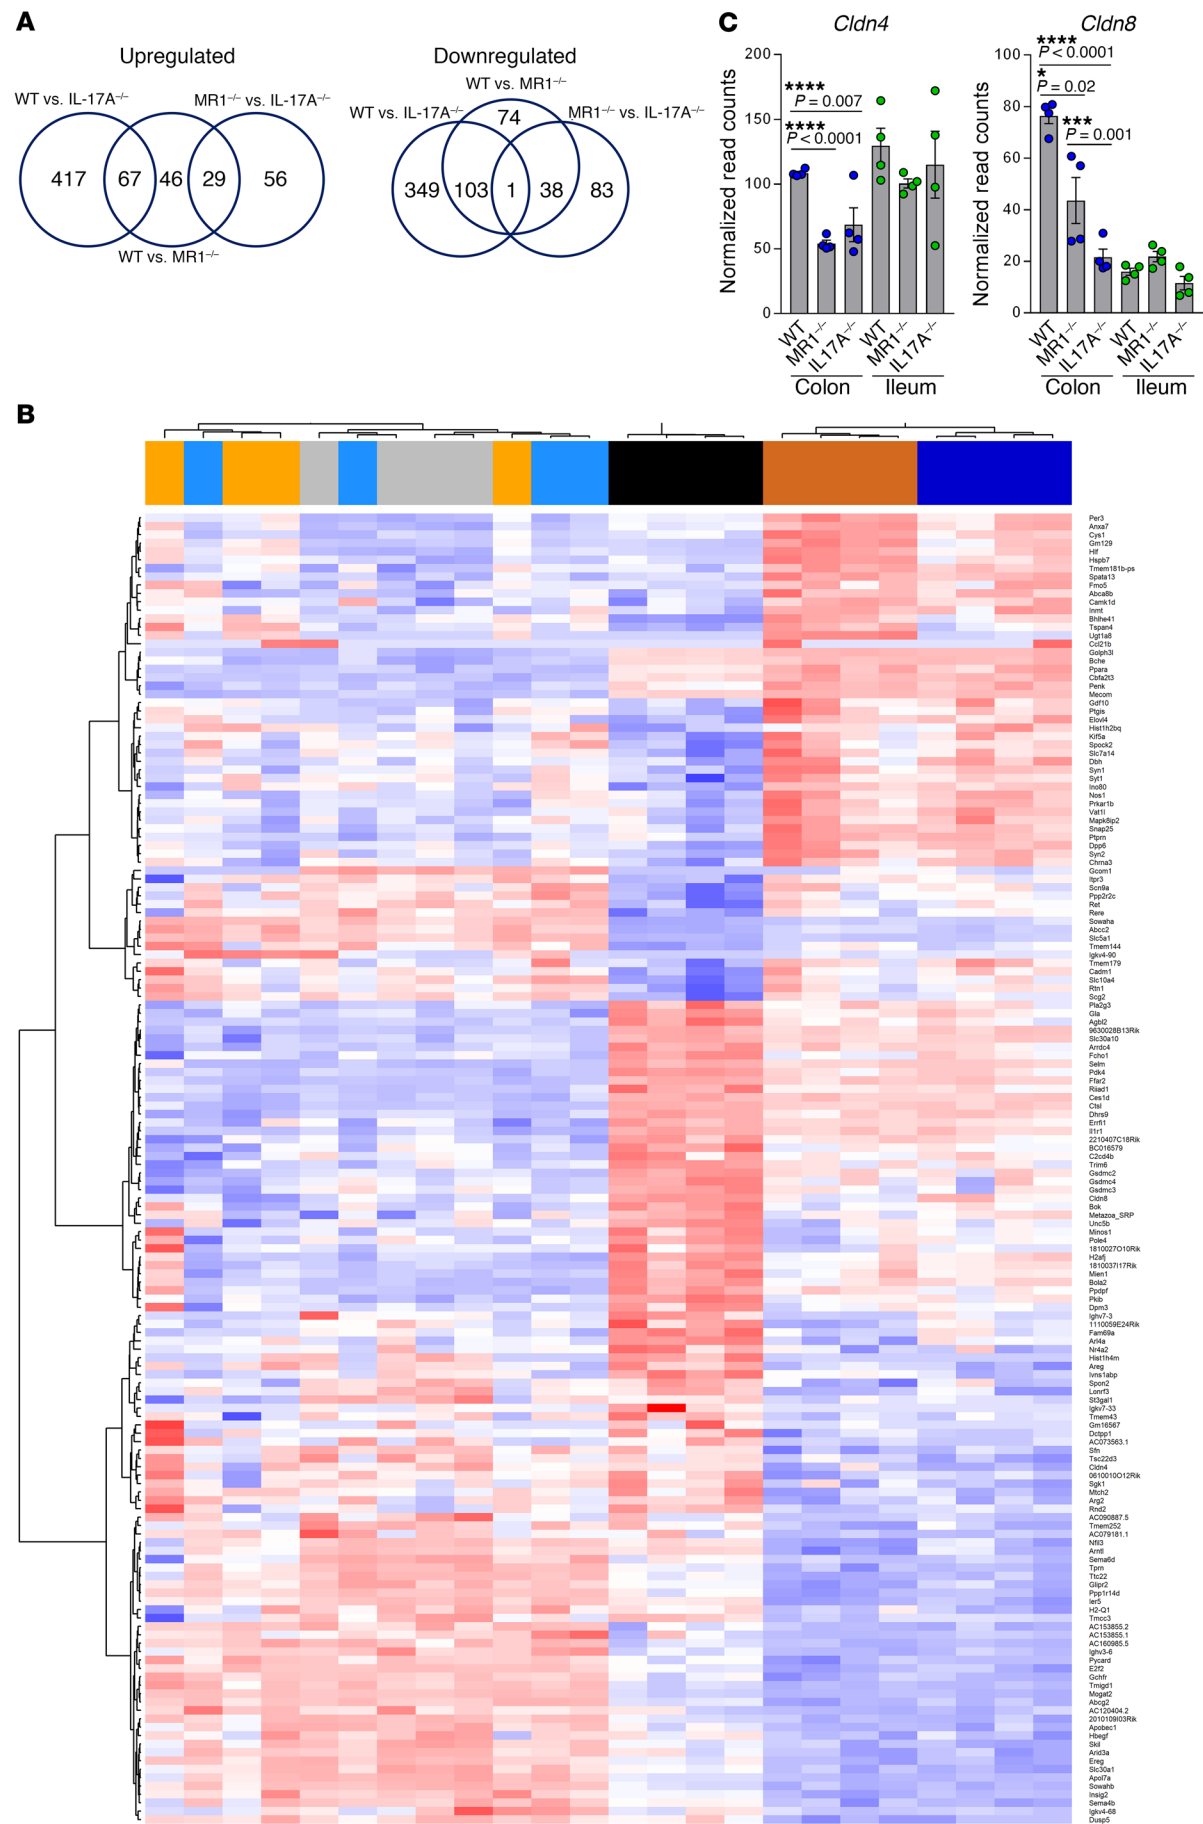 A
Upregulated
WT vs. IL-17A–/–
MR1–/– vs. IL-17A–/–
417
67
46
29
56
WT vs. MR1–/–
Downregulated
WT vs. MR1–/–
WT vs. IL-17A–/–
MR1–/– vs. IL-17A–/–
74
349
103
1
38
83
C
Cldn4
Normalized read counts
200
150
100
50
0
****
P = 0.007
****
P < 0.0001
WT
MR1–/–
IL17A–/–
WT
MR1–/–
IL17A–/–
Colon
Ileum
Cldn8
Normalized read counts
100
80
60
40
20
0
****
P < 0.0001
*
P = 0.02
***
P = 0.001
WT
MR1–/–
IL17A–/–
WT
MR1–/–
IL17A–/–
Colon
Ileum
B
Per3
Anxa7
Cys1
Gm129
Hlf
Hspb7
Tmem181b-ps
Spata13
Fmo5
Abca8b
Camk1d
Inmt
Bhlhe41
Tspan4
Ugt1a8
Ccl21b
Golph3l
Bche
Ppara
Cbfa2t3
Penk
Mecom
Gdf10
Ptgis
Elovl4
Hist1h2bq
Kif5a
Spock2
Slc7a14
Dbh
Syn1
Syt1
Ino80
Nos1
Prkar1b
Vat1l
Mapk8ip2
Snap25
Ptprn
Dpp6
Syn2
Chrna3
Gcom1
Itpr3
Scn9a
Ppp2r2c
Ret
Rere
Sowaha
Abcc2
Slc5a1
Tmem144
Igkv4-90
Tmem179
Cadm1
Slc10a4
Rtn1
Scg2
Pla2g3
Gla
Agbl2
9630028B13Rik
Slc30a10
Arrdc4
Fcho1
Selm
Pdk4
Ffar2
Riiad1
Ces1d
Ctsl
Dhrs9
Errfi1
Il1r1
2210407C18Rik
BC016579
C2cd4b
Trim6
Gsdmc2
Gsdmc4
Gsdmc3
Cldn8
Bok
Metazoa_SRP
Unc5b
Minos1
Pole4
1810027O10Rik
H2afj
1810037I17Rik
Mien1
Bola2
Ppdpf
Pkib
Dpm3
Ighv7-3
1110059E24Rik
Fam69a
Arl4a
Nr4a2
Hist1h4m
Areg
Ivns1abp
Spon2
Lonrf3
St3gal1
Igkv7-33
Tmem43
Gm16567
Dctpp1
AC073563.1
Sfn
Tsc22d3
Cldn4
0610010O12Rik
Sgk1
Mtch2
Arg2
Rnd2
AC090887.5
Tmem252
AC079181.1
Nfil3
Arntl
Sema6d
Tprn
Ttc22
Glipr2
Ppp1r14d
Ier5
H2-Q1
Tmcc3
AC153855.2
AC153855.1
AC160985.5
Ighv3-6
Pycard
E2f2
Gchfr
Tmigd1
Mogat2
Abcg2
AC120404.2
2010109I03Rik
Apobec1
Hbegf
Skil
Arid3a
Ereg
Slc30a1
Apol7a
Sowahb
Insig2
Sema4b
Igkv4-68
Dusp5